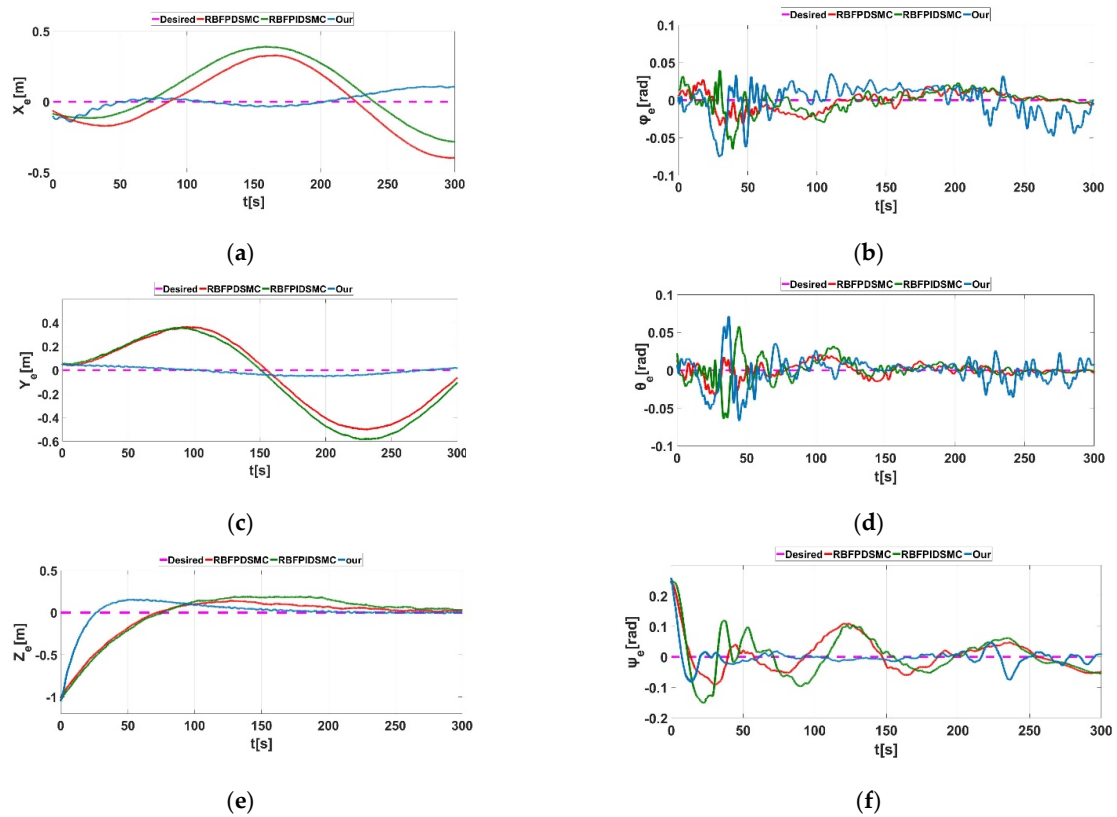 Desired RBFPDSMC RBFPIDSMC Our
0.5
0
-0.5
X_e[m]
0 50 100 150 200 250 300
t[s]
(a)
Desired RBFPDSMC RBFPIDSMC Our
0.1
0.05
0
-0.05
-0.1
φ_e[rad]
0 50 100 150 200 250 300
t[s]
(b)
Desired RBFPDSMC RBFPIDSMC Our
0.4
0.2
0
-0.2
-0.4
-0.6
Y_e[m]
0 50 100 150 200 250 300
t[s]
(c)
Desired RBFPDSMC RBFPIDSMC Our
0.1
0.05
0
-0.05
-0.1
θ_e[rad]
0 50 100 150 200 250 300
t[s]
(d)
Desired RBFPDSMC RBFPIDSMC our
0.5
0
-0.5
-1
Z_e[m]
0 50 100 150 200 250 300
t[s]
(e)
Desired RBFPDSMC RBFPIDSMC Our
0.2
0.1
0
-0.1
-0.2
ψ_e[rad]
0 50 100 150 200 250 300
t[s]
(f)